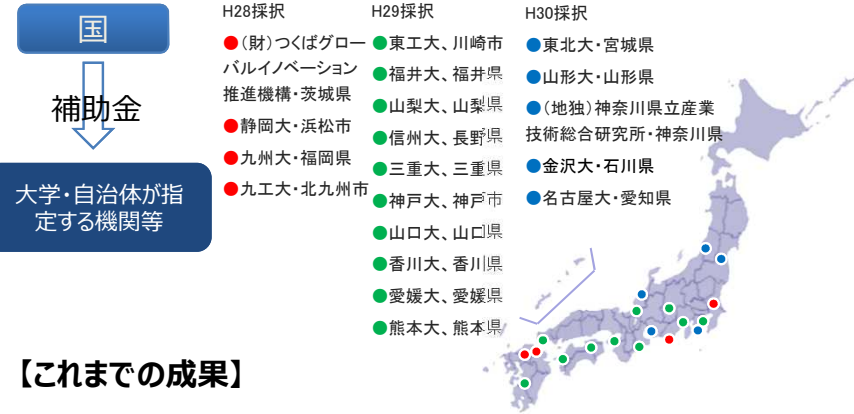 国
補助金
大学・自治体が指
定する機関等
H28採択
●(財)つくばグロー
バルイノベーション
推進機構・茨城県
●静岡大・浜松市
●九州大・福岡県
●九工大・北九州市
H29採択
●東工大、川崎市
●福井大、福井県
●山梨大、山梨県
●信州大、長野県
●三重大、三重県
●神戸大、神戸市
●山口大、山口県
●香川大、香川県
●愛媛大、愛媛県
●熊本大、熊本県
H30採択
●東北大・宮城県
●山形大・山形県
●(地独)神奈川県立産業
技術総合研究所・神奈川県
●金沢大・石川県
●名古屋大・愛知県
【これまでの成果】